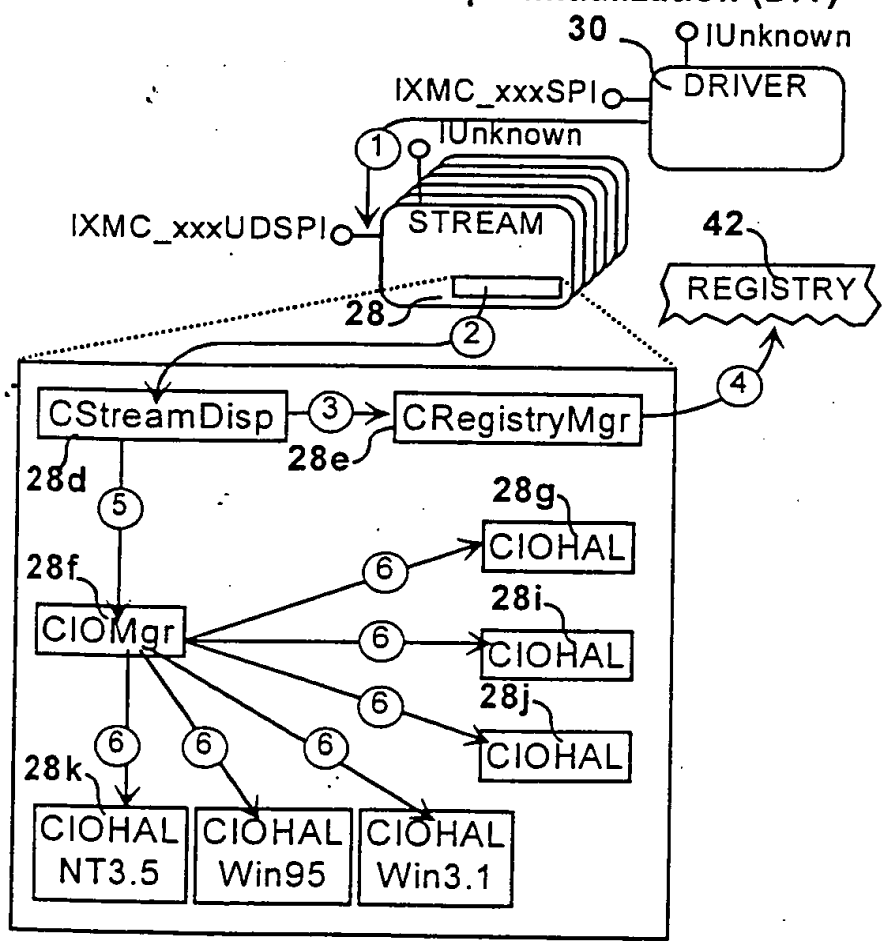 30
IUnknown
DRIVER
IXMC_xxxSPI
IUnknown
1
STREAM
IXMC_xxxUDSPI
42
REGISTRY
28
2
4
CStreamDisp
3
CRegistryMgr
28d
28e
5
28g
CIOHAL
6
28f
28i
CIOMgr
6
CIOHAL
28j
6
CIOHAL
6
6
6
28k
CIOHAL
NT3.5
CIOHAL
Win95
CIOHAL
Win3.1